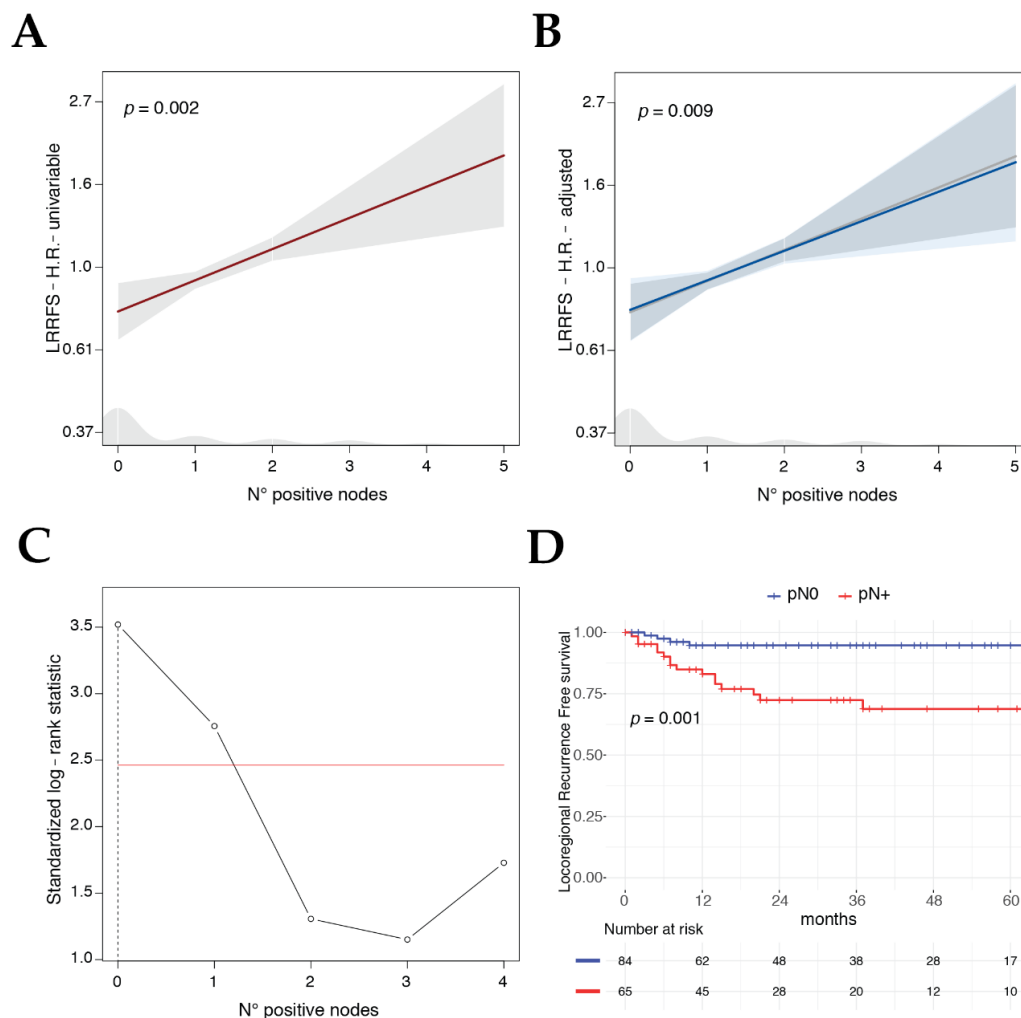 A
LRRFS - H.R. - univariable
p = 0.002
2.7
1.6
1.0
0.61
0.37
0 1 2 3 4 5
N° positive nodes
B
LRRFS - H.R. - adjusted
p = 0.009
2.7
1.6
1.0
0.61
0.37
0 1 2 3 4 5
N° positive nodes
C
Standardized log-rank statistic
3.5
3.0
2.5
2.0
1.5
1.0
0 1 2 3 4
N° positive nodes
D
pN0 pN+
Locoregional Recurrence Free survival
1.00
0.75
0.50
0.25
0.00
p = 0.001
0 12 24 36 48 60
months
Number at risk
84 62 48 38 28 17
65 45 28 20 12 10